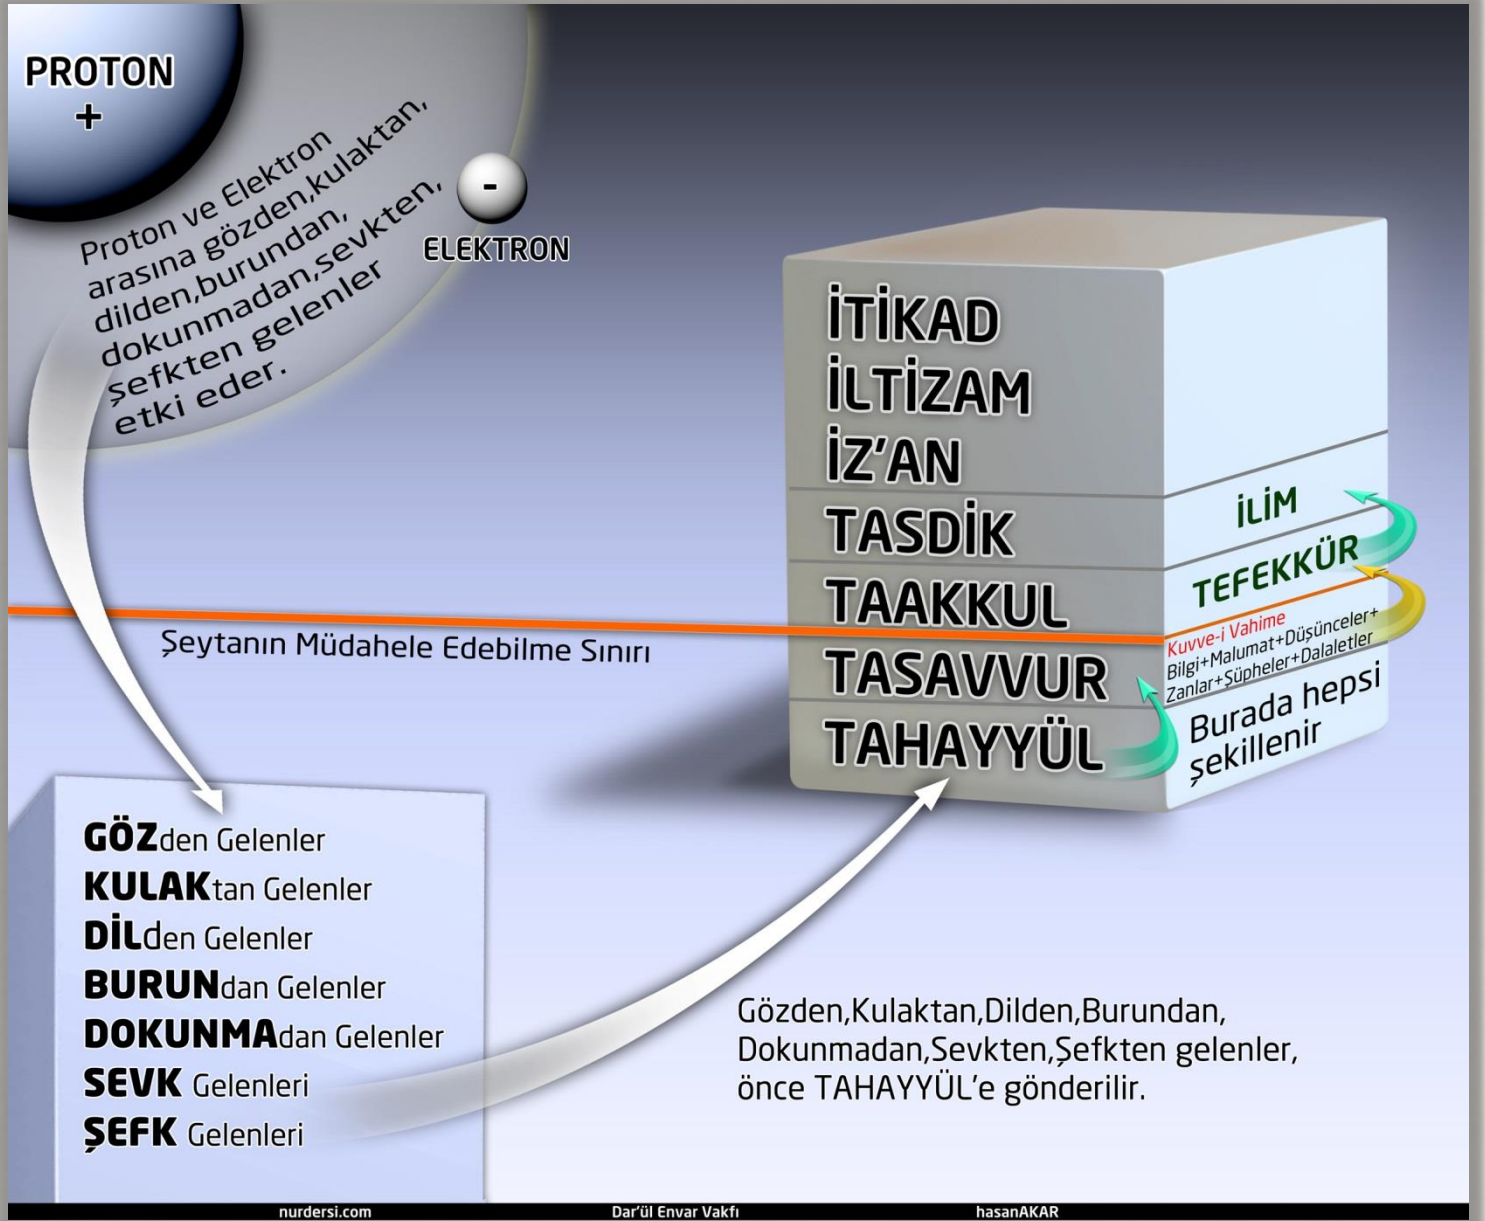 PROTON
+
Proton ve Elektron
arasına gözden,kulaktan,
dilden,burundan,
dokunmadan,sevkten,
şefkten gelenler
etki eder.
-
ELEKTRON
İTİKAD
İLTİZAM
İZ'AN
TASDİK
TAAKKUL
TASAVVUR
TAHAYYÜL
İLİM
TEFEKKÜR
Kuvve-i Vahime
Bilgi+Malumat+Düşünceler+
Zanlar+Şüpheler+Dalaletler
Burada hepsi
şekillenir
Şeytanın Müdahele Edebilme Sınırı
GÖZden Gelenler
KULAKtan Gelenler
DİLden Gelenler
BURUNdan Gelenler
DOKUNMAdan Gelenler
SEVK Gelenleri
ŞEFK Gelenleri
Gözden,Kulaktan,Dilden,Burundan,
Dokunmadan,Sevkten,Şefkten gelenler,
önce TAHAYYÜL'e gönderilir.
nurdersi.com
Dar'ül Envar Vakfı
hasanAKAR